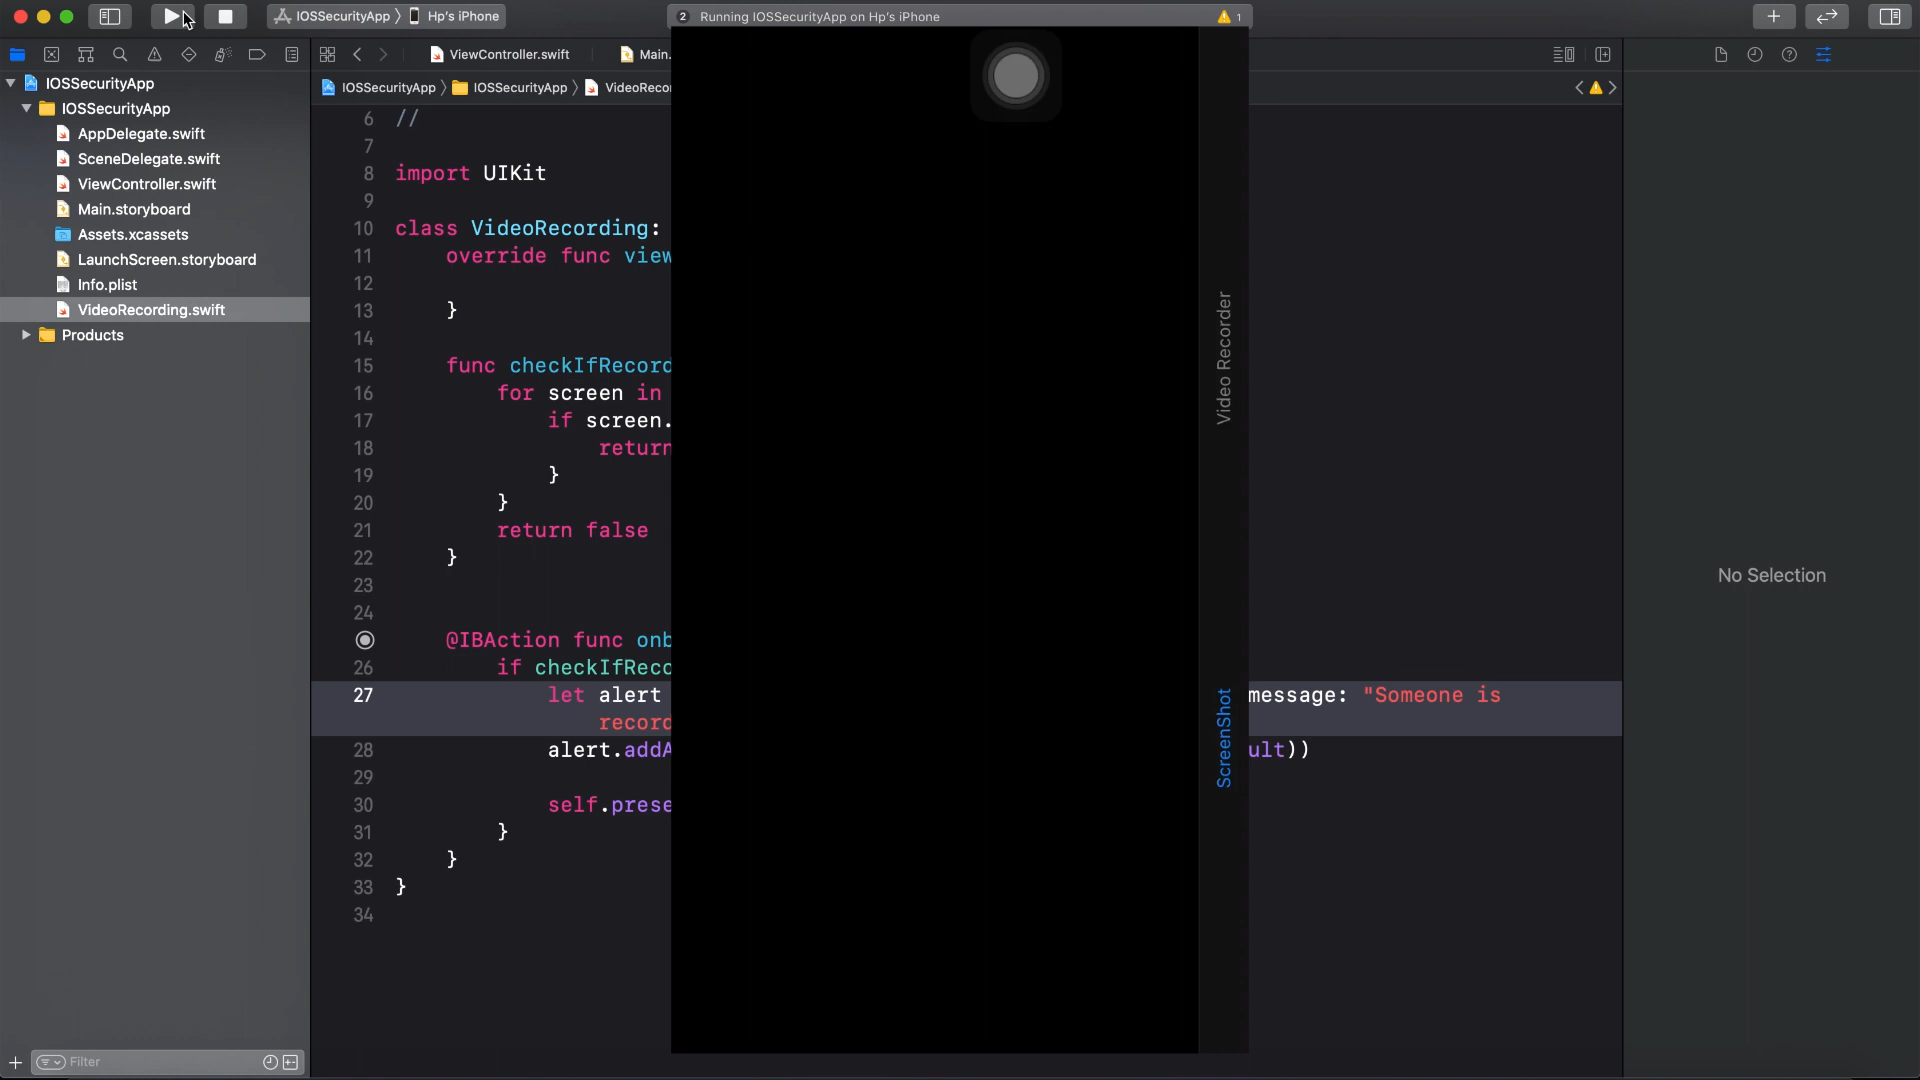 IOSSecurityApp 〉 Hp's iPhone
2 Running IOSSecurityApp on Hp's iPhone 1
ViewController.swift Main.
IOSSecurityApp 〉 IOSSecurityApp 〉 VideoReco
IOSSecurityApp
IOSSecurityApp
AppDelegate.swift
SceneDelegate.swift
ViewController.swift
Main.storyboard
Assets.xcassets
LaunchScreen.storyboard
Info.plist
VideoRecording.swift
Products
Filter
6 //
7
8 import UIKit
9
10 class VideoRecording:
11 override func view
12
13 }
14
15 func checkIfRecord
16 for screen in
17 if screen.
18 return
19 }
20 }
21 return false
22 }
23
24
@IBAction func onb
26 if checkIfReco
27 let alert message: "Someone is
record
28 alert.addA ult))
29
30 self.prese
31 }
32 }
33 }
34
Video Recorder
ScreenShot
No Selection